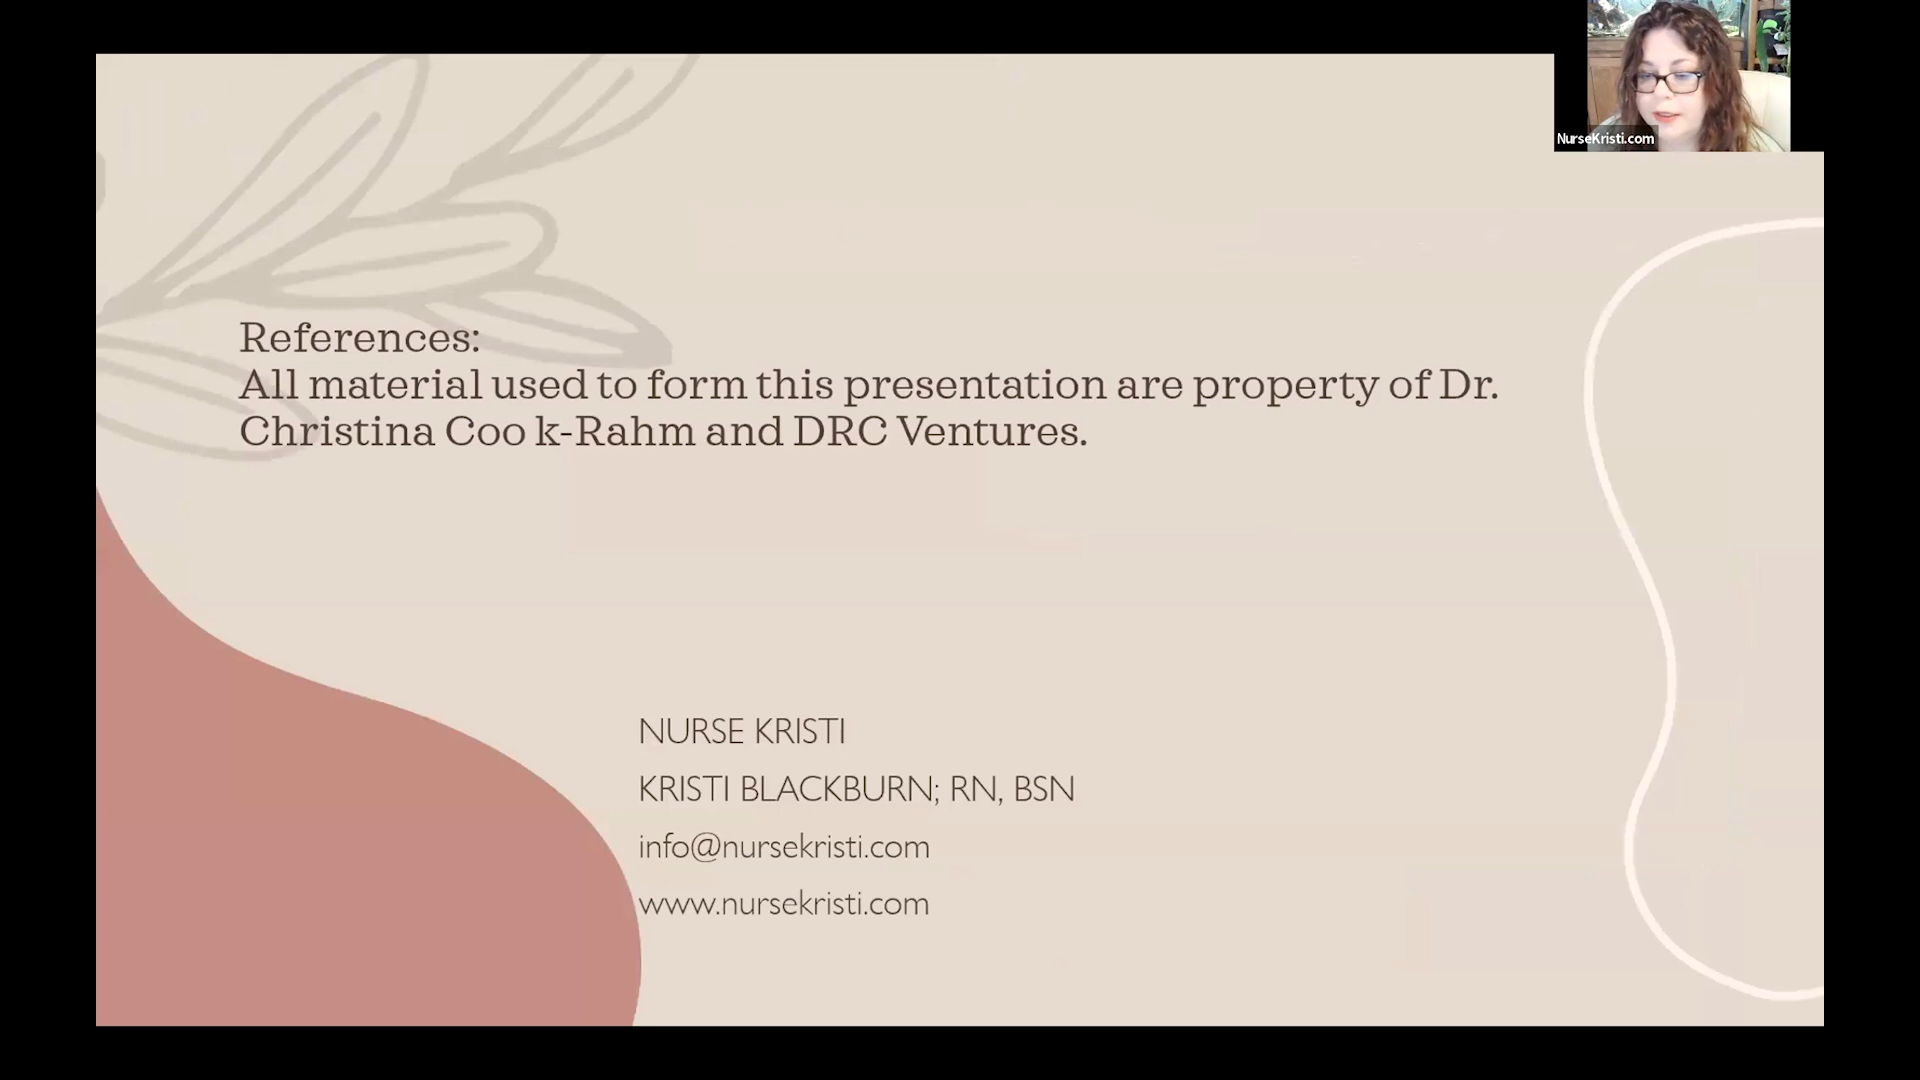 NurseKristi.com
References:
All material used to form this presentation are property of Dr.
Christina Coo k-Rahm and DRC Ventures.
NURSE KRISTI
KRISTI BLACKBURN; RN, BSN
info@nursekristi.com
www.nursekristi.com